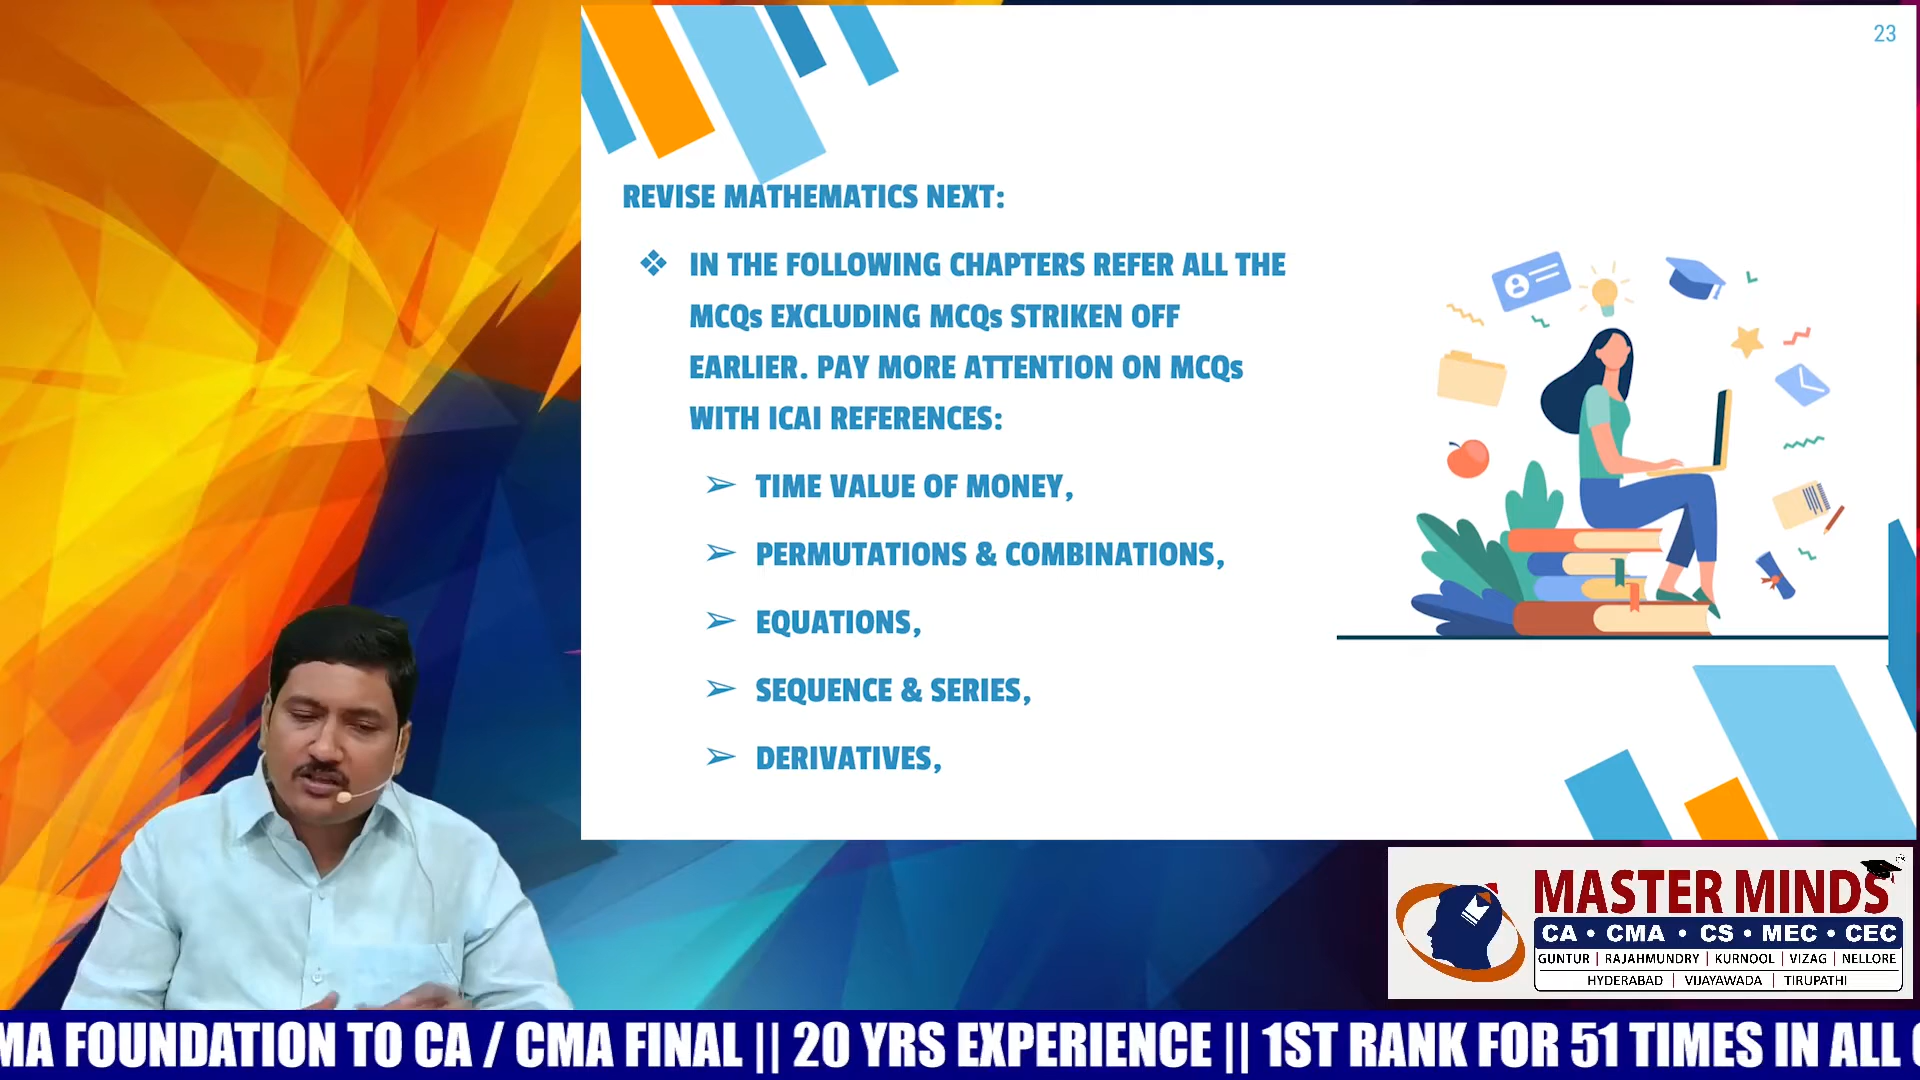 23
REVISE MATHEMATICS NEXT:
❖ IN THE FOLLOWING CHAPTERS REFER ALL THE
MCQs EXCLUDING MCQs STRIKEN OFF
EARLIER. PAY MORE ATTENTION ON MCQs
WITH ICAI REFERENCES:
➢ TIME VALUE OF MONEY,
➢ PERMUTATIONS & COMBINATIONS,
➢ EQUATIONS,
➢ SEQUENCE & SERIES,
➢ DERIVATIVES,
MASTER MINDS
CA • CMA • CS • MEC • CEC
GUNTUR | RAJAHMUNDRY | KURNOOL | VIZAG | NELLORE
HYDERABAD | VIJAYAWADA | TIRUPATHI
MA FOUNDATION TO CA / CMA FINAL || 20 YRS EXPERIENCE || 1ST RANK FOR 51 TIMES IN ALL